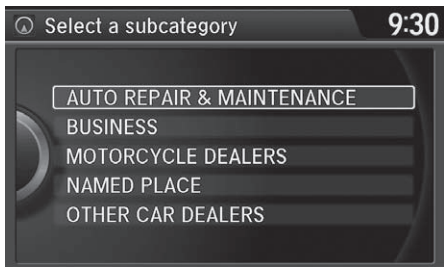 Select a subcategory 9:30
AUTO REPAIR & MAINTENANCE
BUSINESS
MOTORCYCLE DEALERS
NAMED PLACE
OTHER CAR DEALERS